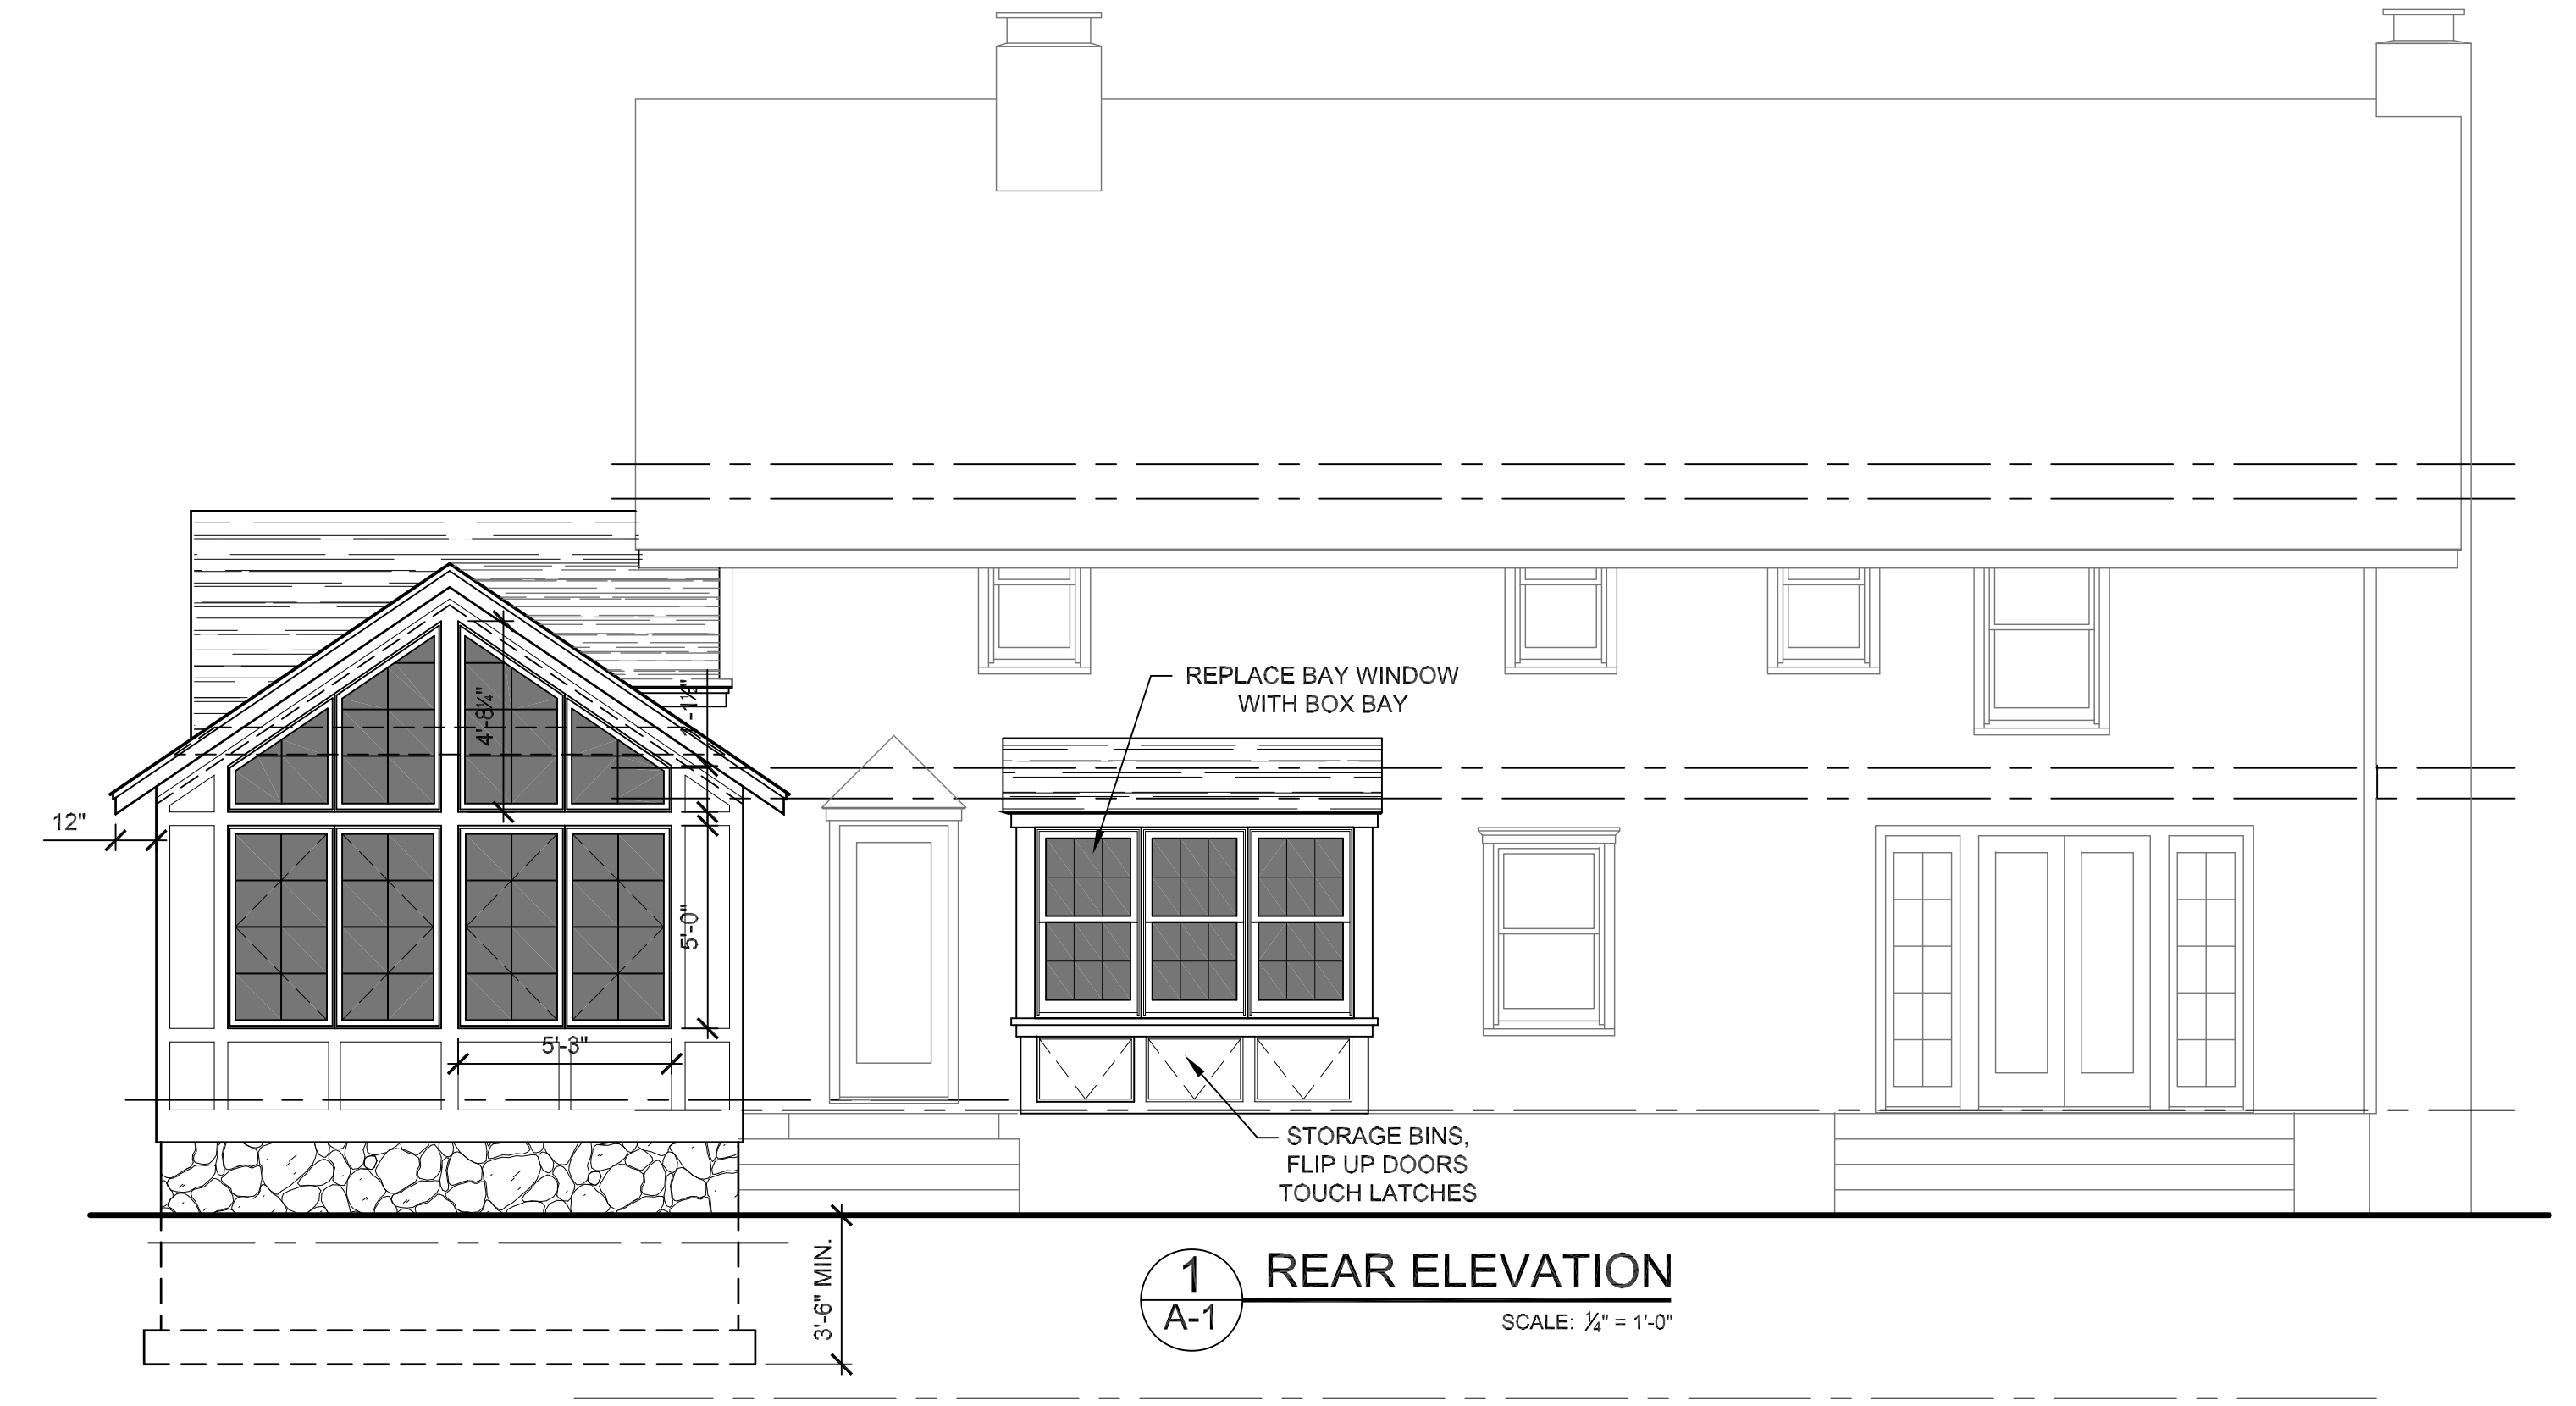 4'-8¼"
REPLACE BAY WINDOW
WITH BOX BAY
12"
5'-0"
5'-3"
STORAGE BINS,
FLIP UP DOORS
TOUCH LATCHES
3'-6" MIN.
1
A-1
REAR ELEVATION
SCALE: ¼" = 1'-0"